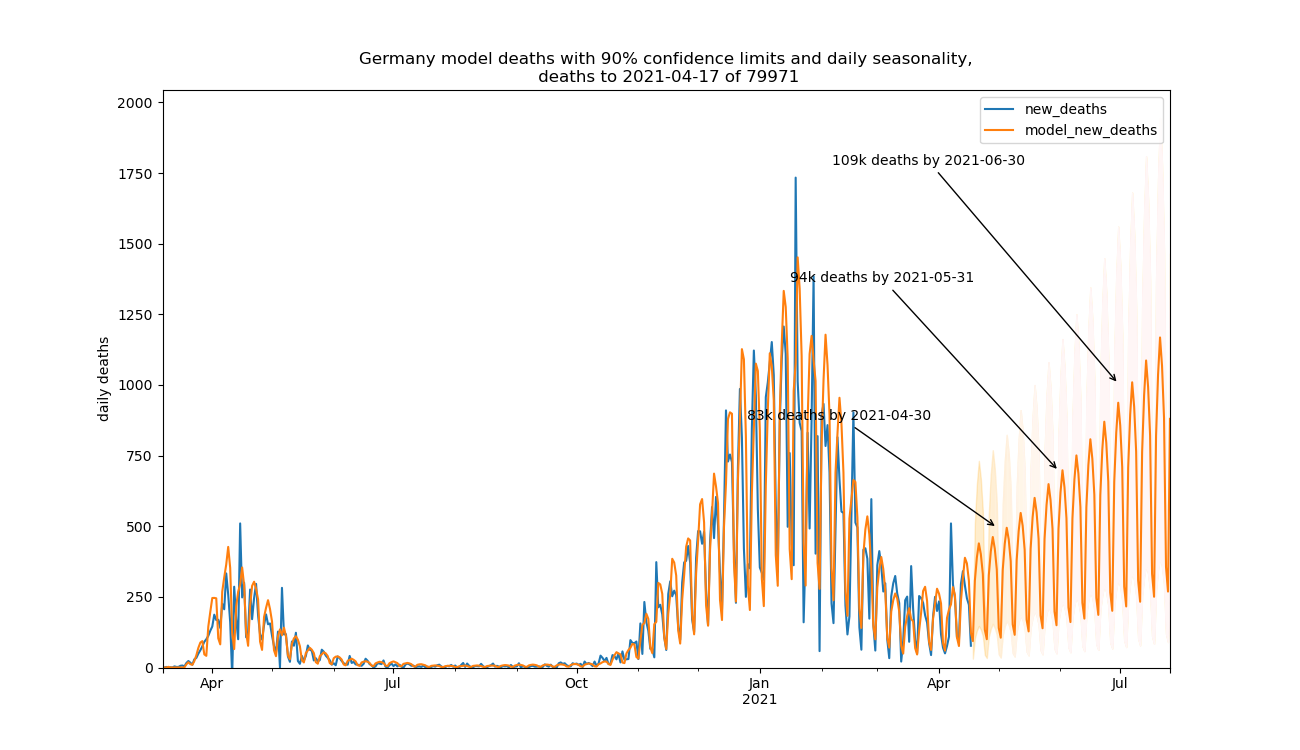 Germany model deaths with 90% confidence limits and daily seasonality,
deaths to 2021-04-17 of 79971
2000
1750
1500
1250
1000
750
500
250
0
daily deaths
new_deaths
model_new_deaths
109k deaths by 2021-06-30
94k deaths by 2021-05-31
83k deaths by 2021-04-30
Apr
Jul
Oct
Jan
2021
Apr
Jul